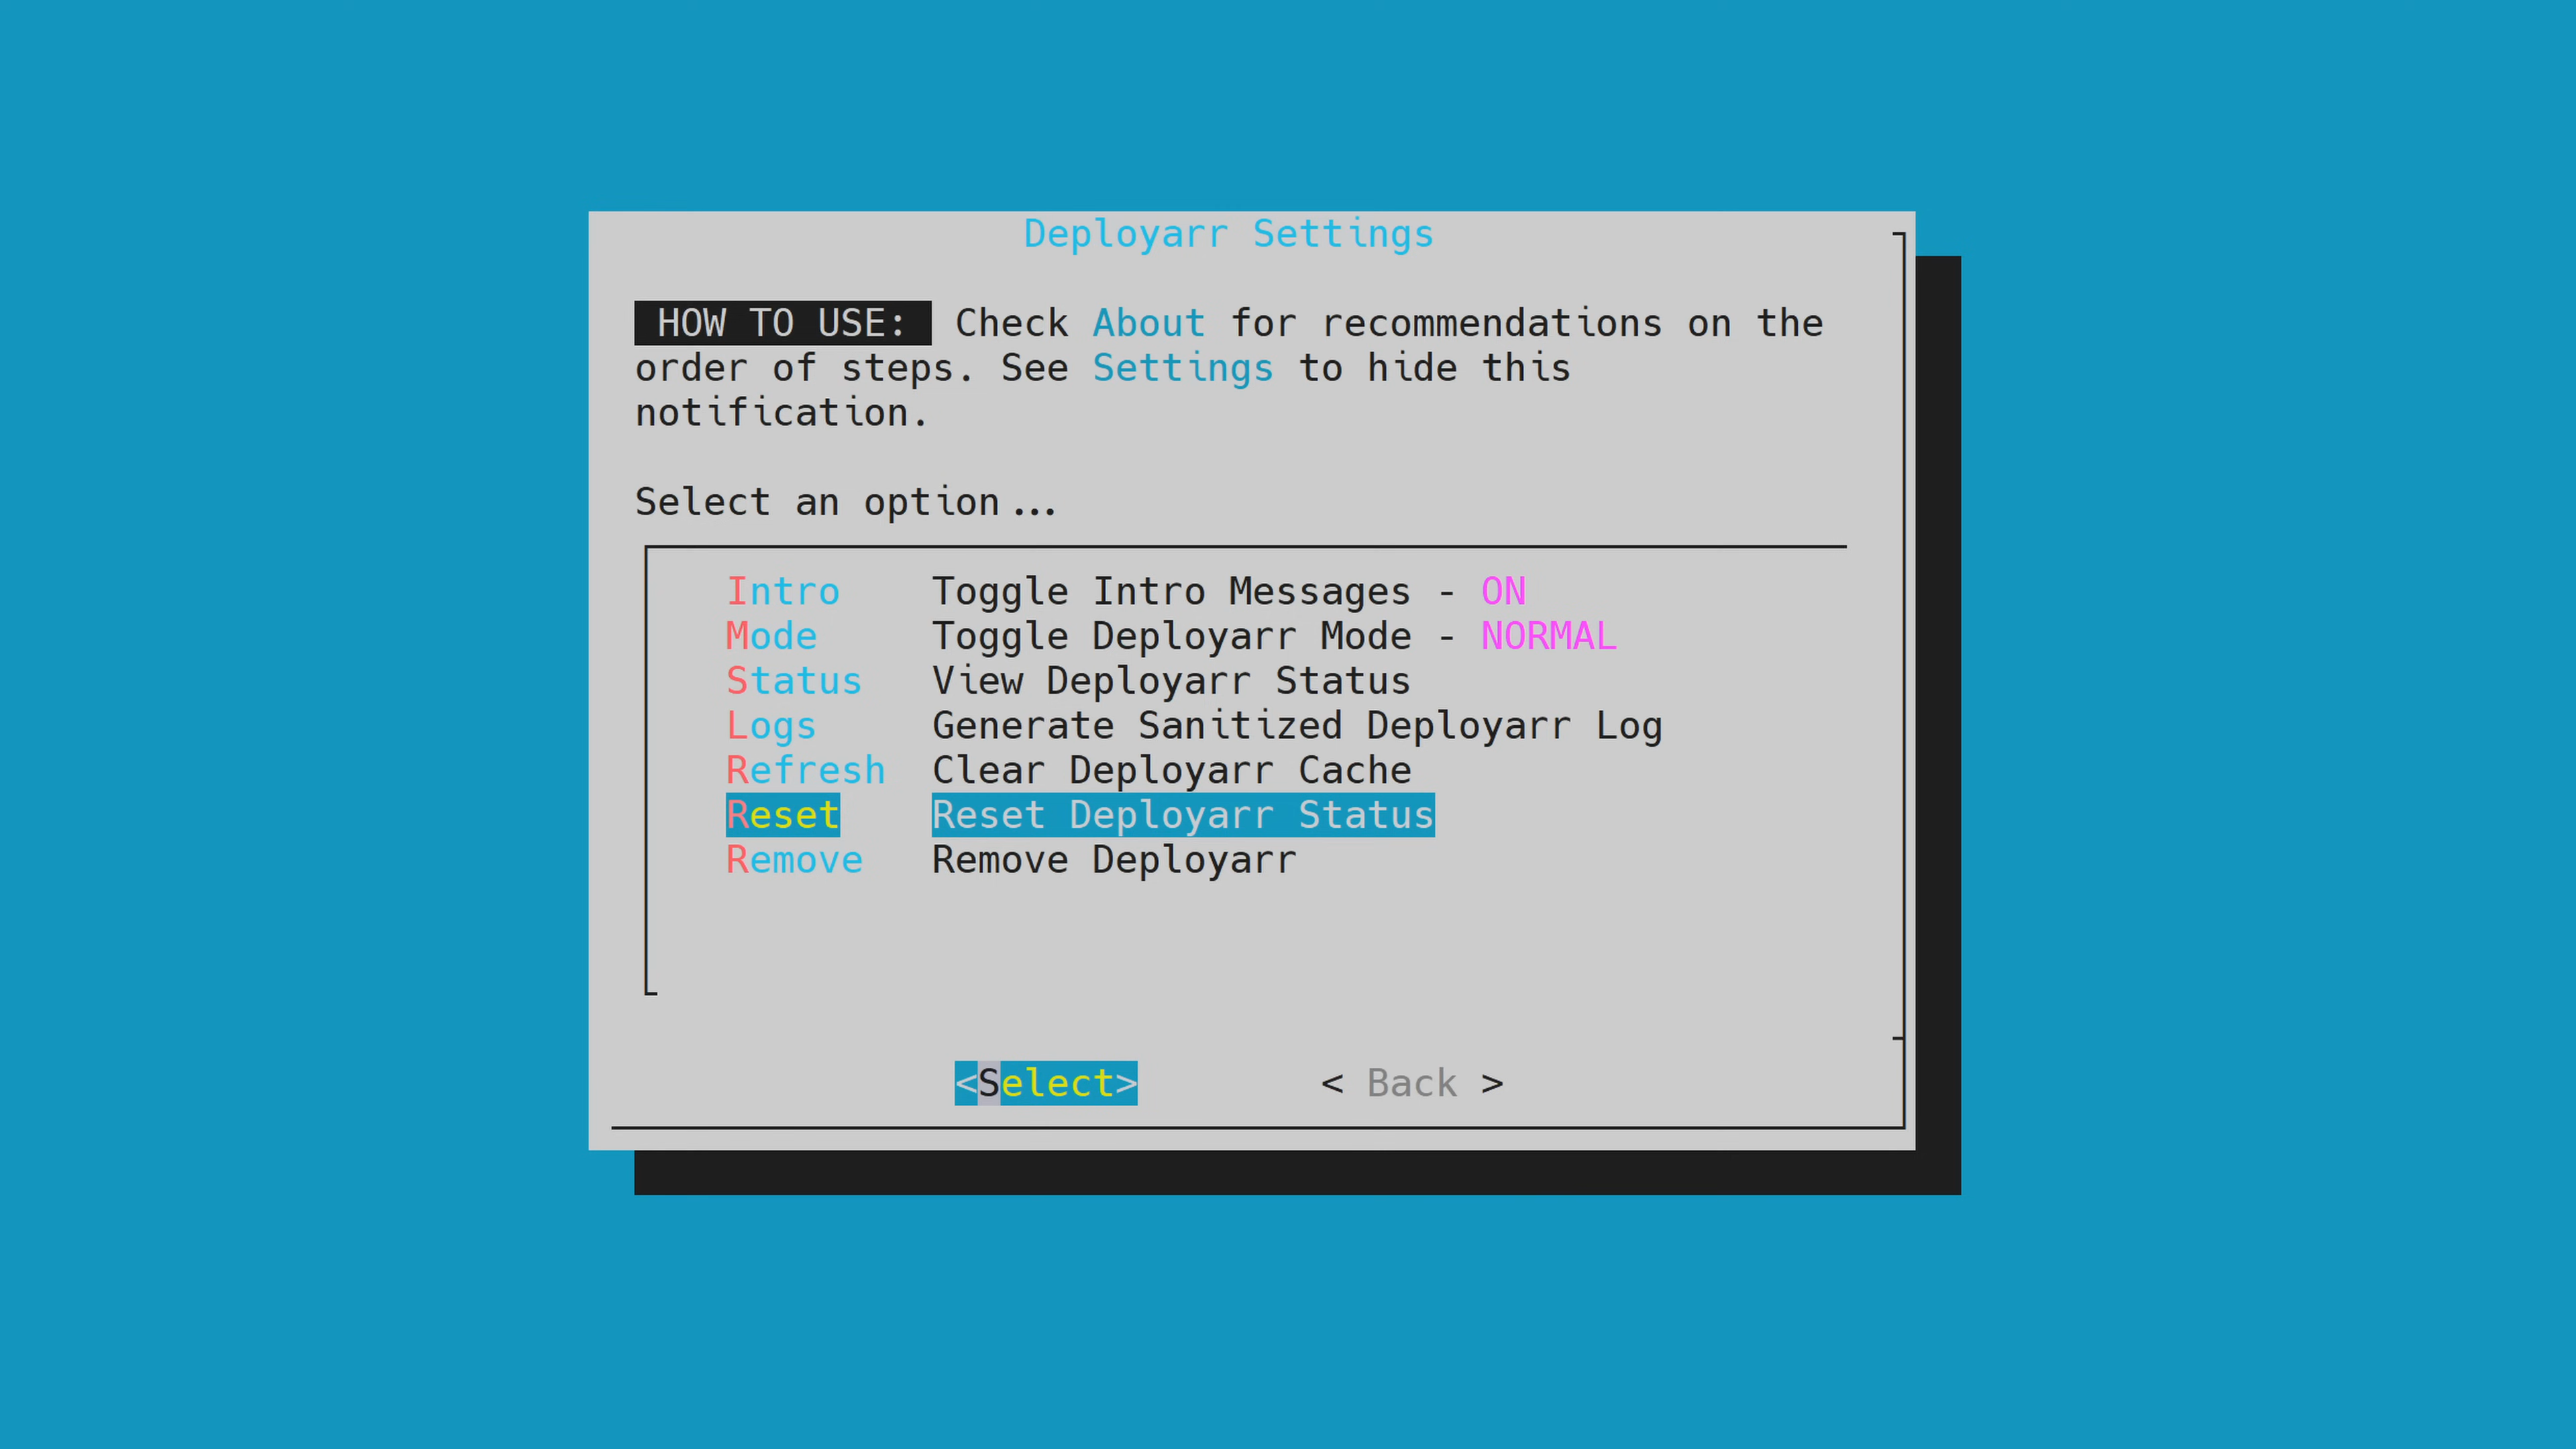 Deployarr Settings
HOW TO USE: Check About for recommendations on the
order of steps. See Settings to hide this
notification.
Select an option...
Intro Toggle Intro Messages - ON
Mode Toggle Deployarr Mode - NORMAL
Status View Deployarr Status
Logs Generate Sanitized Deployarr Log
Refresh Clear Deployarr Cache
Reset Reset Deployarr Status
Remove Remove Deployarr
<Select> < Back >